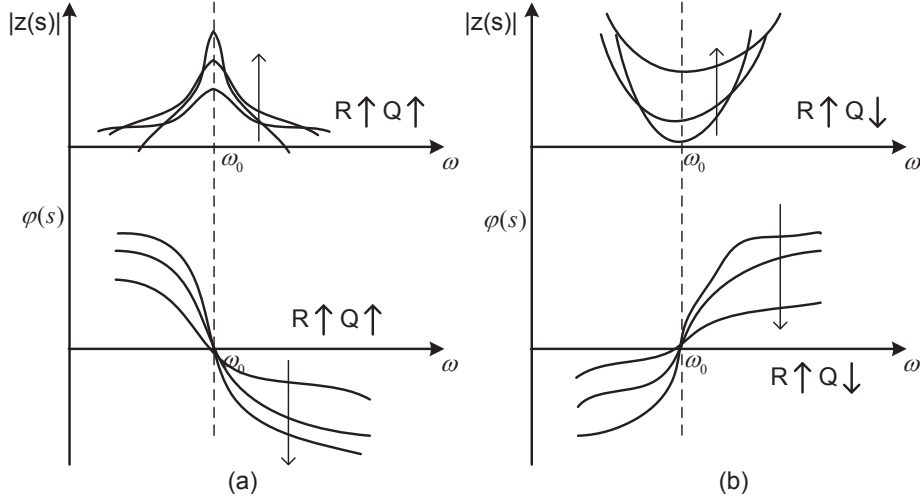 |z(s)|
R↑ Q↑
ω₀
ω
φ(s)
R↑ Q↑
ω₀
ω
(a)
|z(s)|
R↑ Q↓
ω₀
ω
φ(s)
ω₀
ω
R↑ Q↓
(b)